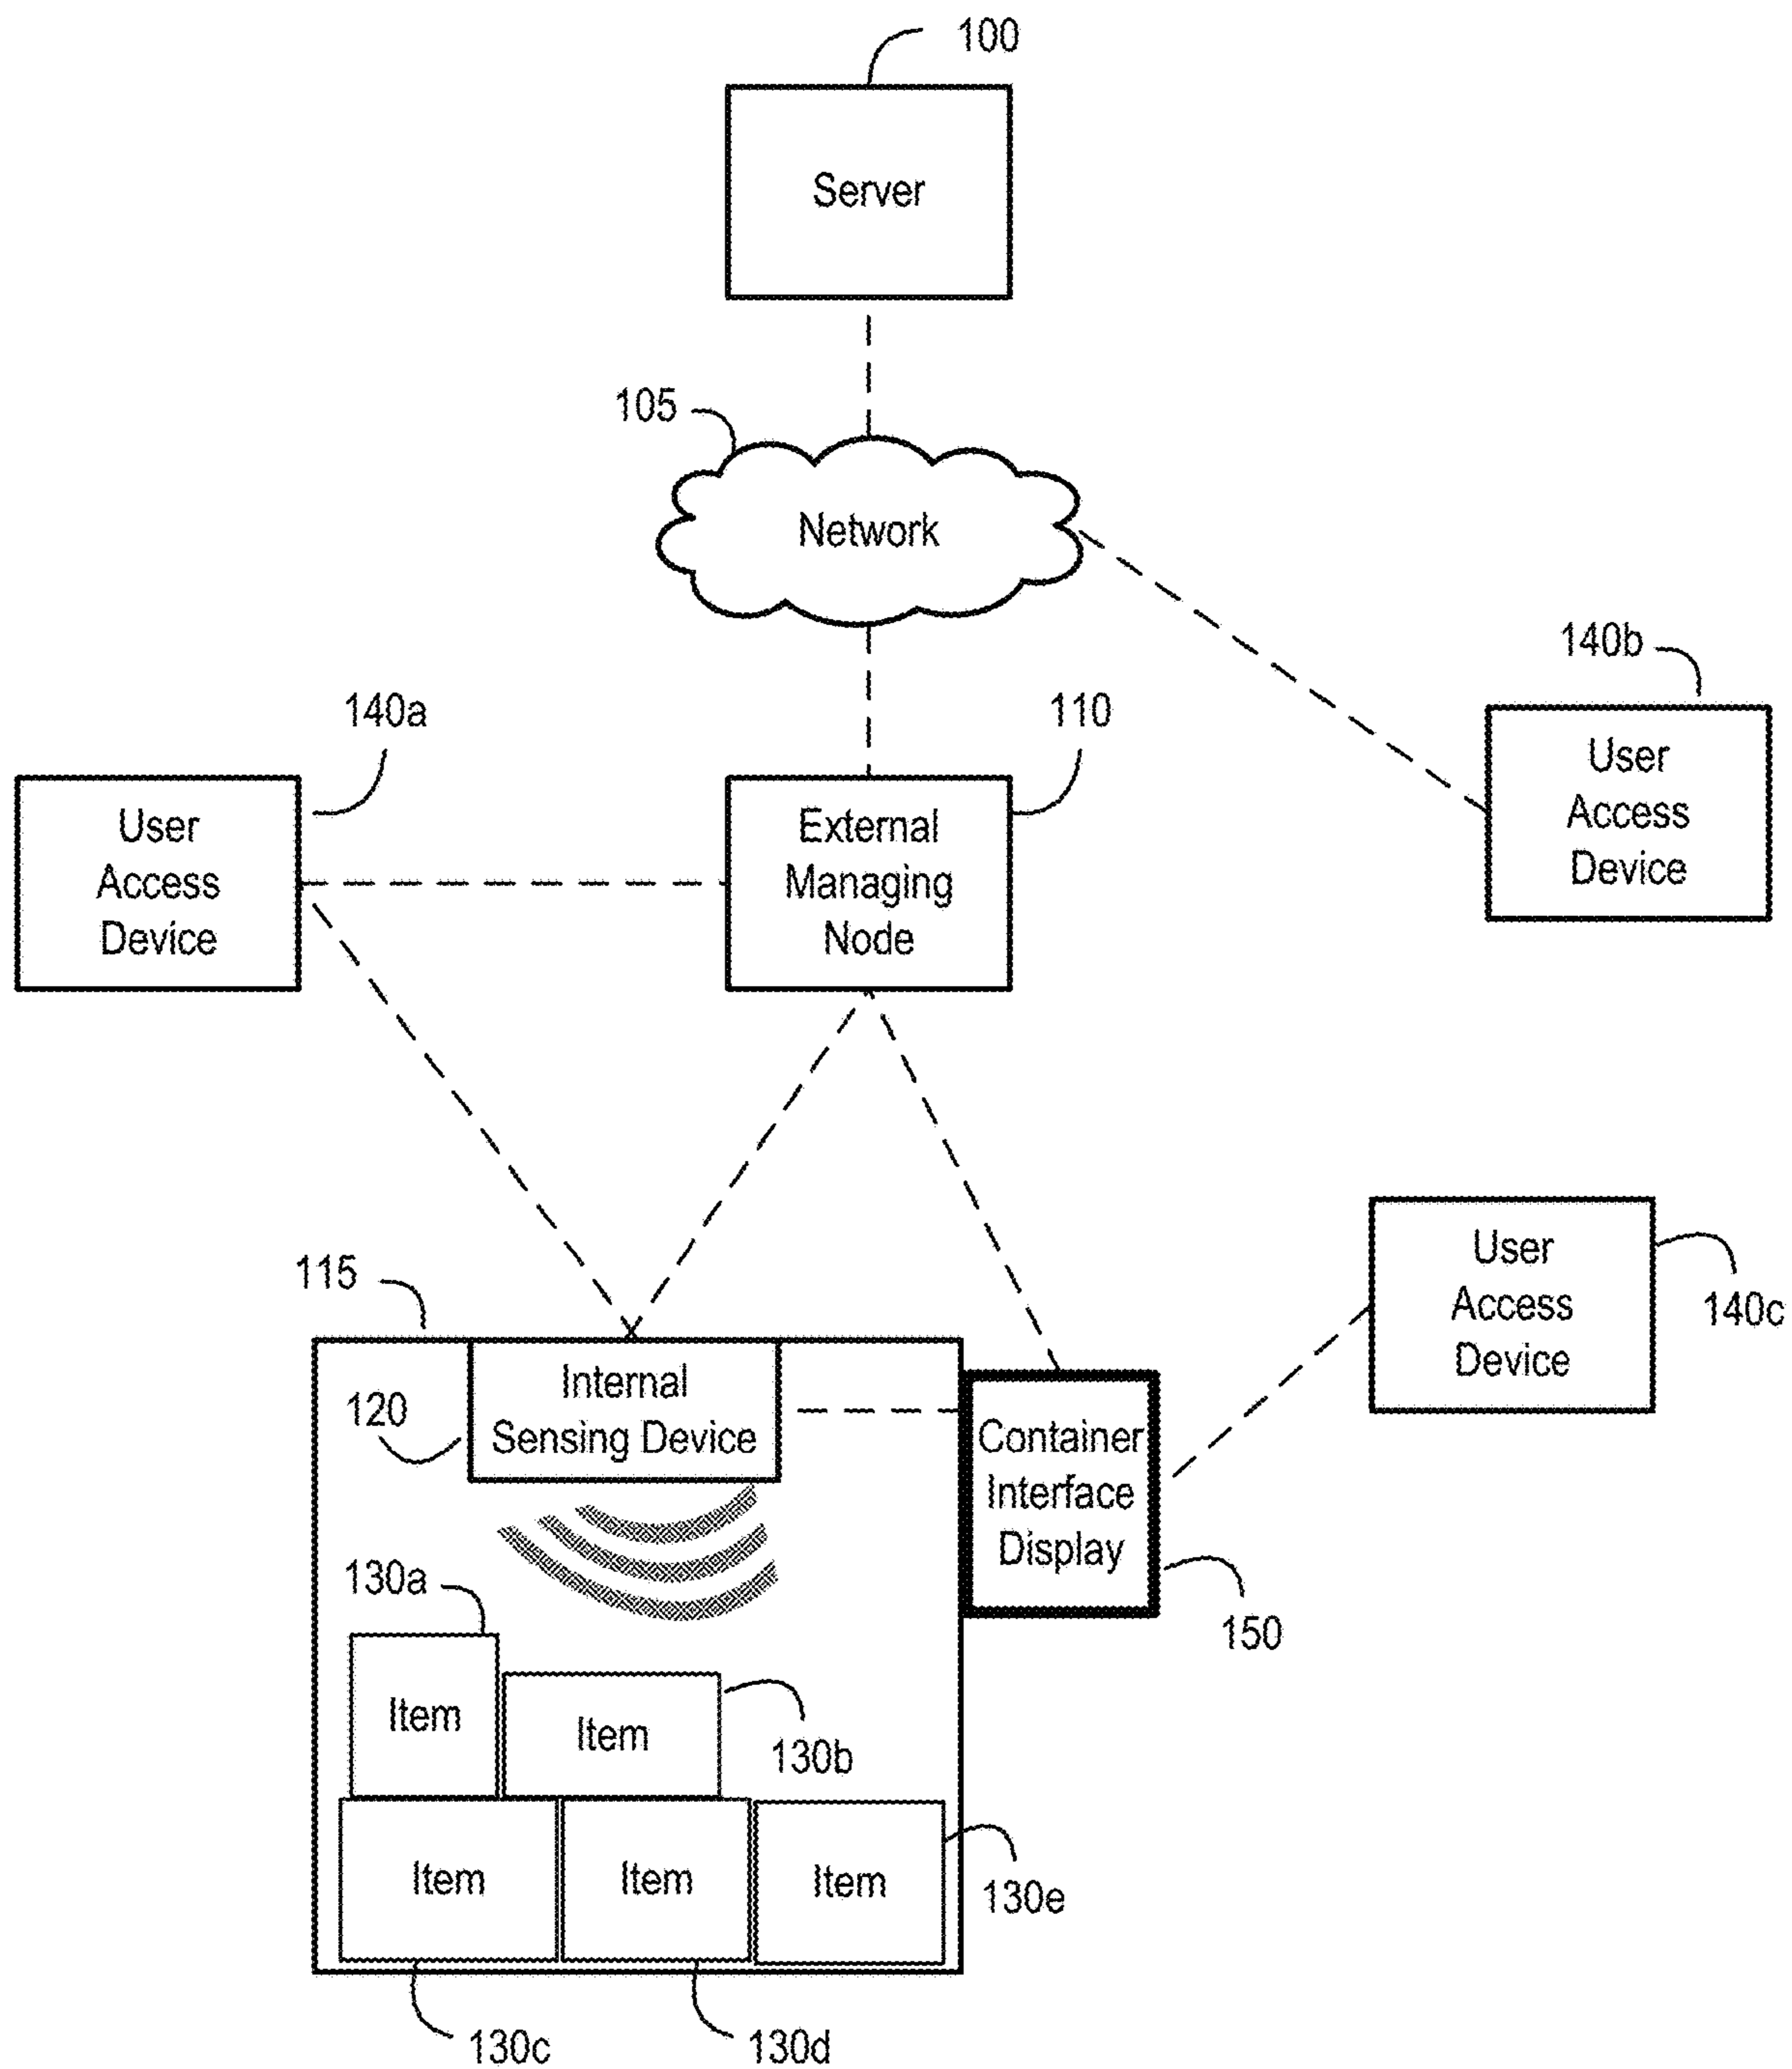 100
Server
105
Network
140b
User
Access
Device
140a
User
Access
Device
110
External
Managing
Node
115
120
Internal
Sensing Device
Container
Interface
Display
150
User
Access
Device
140c
130a
Item
Item
130b
Item
Item
Item
130e
130c
130d